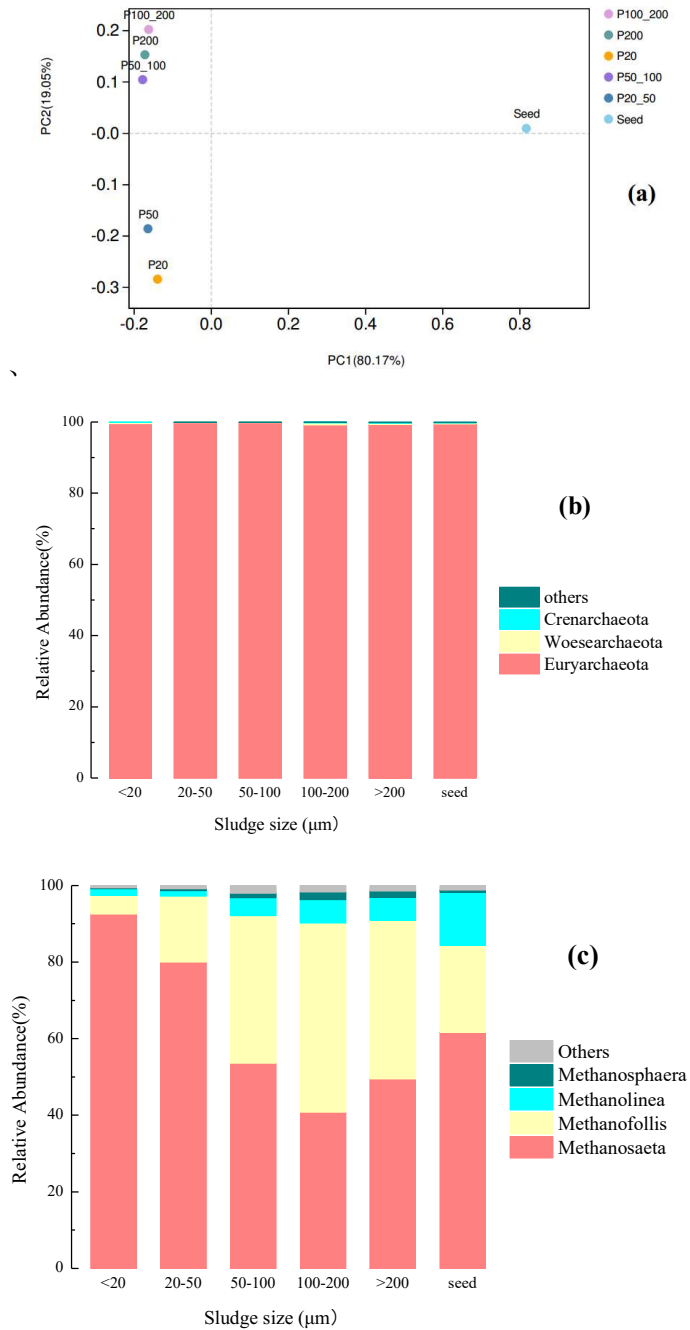 P100_200
P200
P50_100
P50
P20
Seed
0.2
0.1
-0.0
-0.1
-0.2
-0.3
PC2(19.05%)
-0.2
0.0
0.2
0.4
0.6
0.8
PC1(80.17%)
P100_200
P200
P20
P50_100
P20_50
Seed
(a)
、
100
80
60
40
20
0
Relative Abundance(%)
<20
20-50
50-100
100-200
>200
seed
Sludge size (μm）
(b)
others
Crenarchaeota
Woesearchaeota
Euryarchaeota
100
80
60
40
20
0
Relative Abundance(%)
<20
20-50
50-100
100-200
>200
seed
Sludge size (μm）
(c)
Others
Methanosphaera
Methanolinea
Methanofollis
Methanosaeta